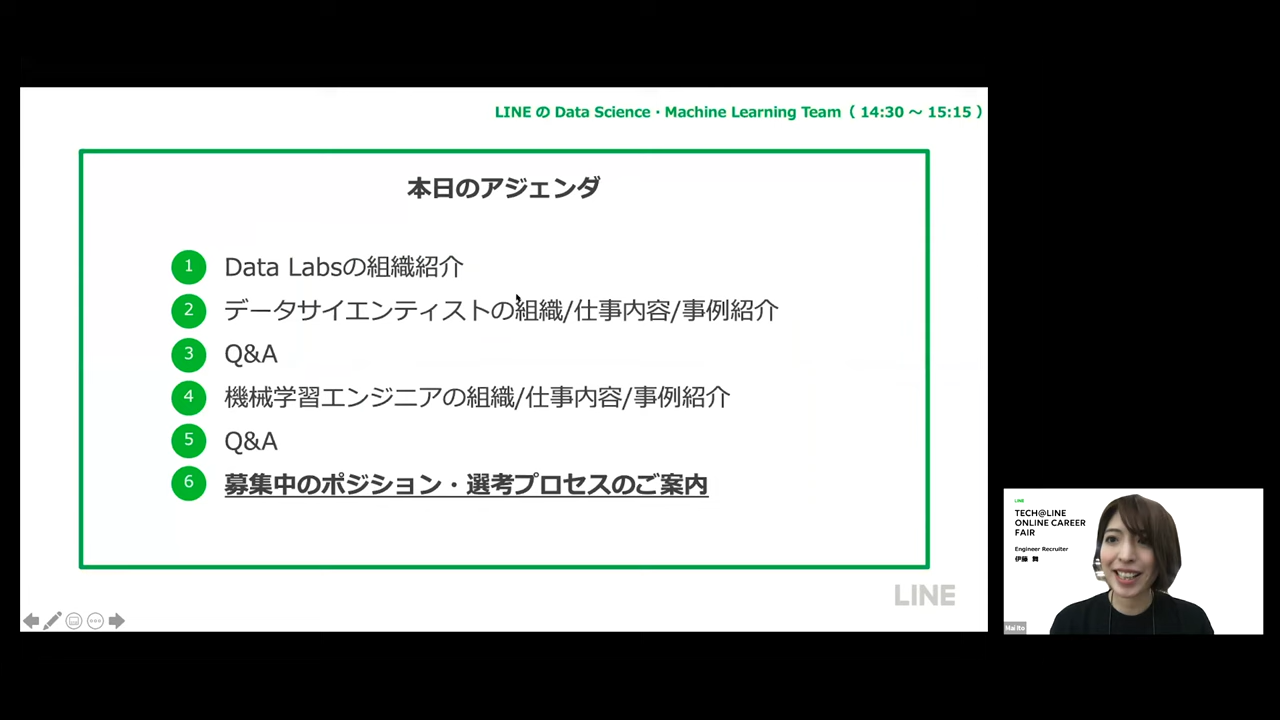 LINE の Data Science・Machine Learning Team（ 14:30 ～ 15:15 ）
本日のアジェンダ
1 Data Labsの組織紹介
2 データサイエンティストの組織/仕事内容/事例紹介
3 Q&A
4 機械学習エンジニアの組織/仕事内容/事例紹介
5 Q&A
6 募集中のポジション・選考プロセスのご案内
LINE
LINE
TECH@LINE
ONLINE CAREER
FAIR
Engineer Recruiter
伊藤 舞
Mai Ito